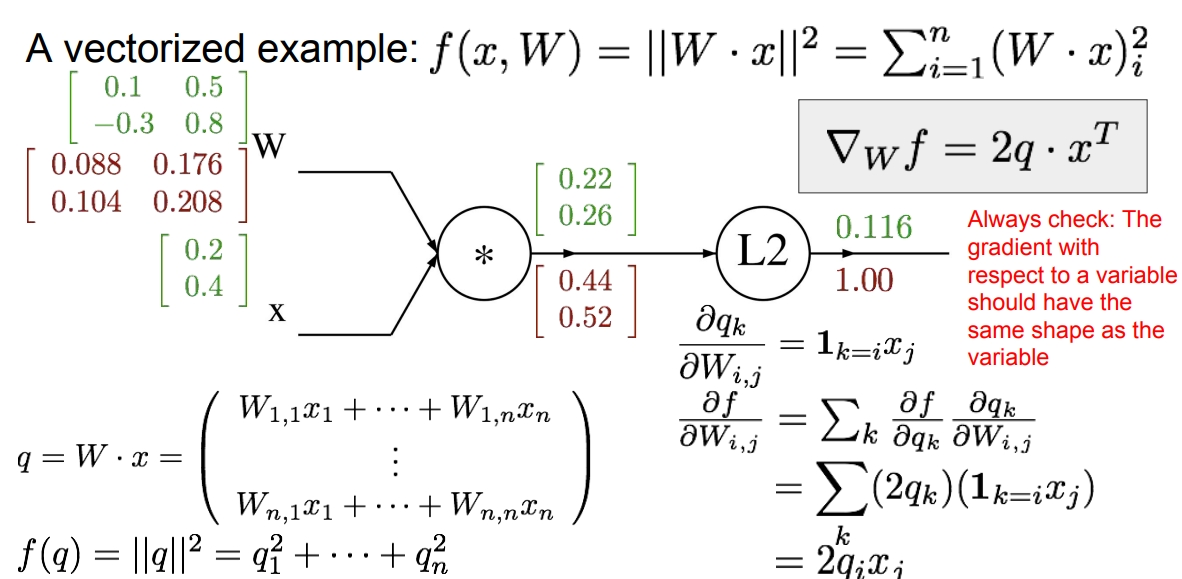 A vectorized example: f(x, W) = ||W · x||² = ∑ⁿᵢ₌₁(W · x)²ᵢ
[ 0.1 0.5
−0.3 0.8 ]
W
[ 0.088 0.176
0.104 0.208 ]
[ 0.2
0.4 ]
x
*
[ 0.22
0.26 ]
[ 0.44
0.52 ]
L2
0.116
1.00
∇_W f = 2q · x^T
Always check: The
gradient with
respect to a variable
should have the
same shape as the
variable
∂q_k/∂W_{i,j} = 1_{k=i}x_j
∂f/∂W_{i,j} = ∑_k ∂f/∂q_k ∂q_k/∂W_{i,j}
= ∑_k (2q_k)(1_{k=i}x_j)
= 2q_i x_j
q = W · x = ( W_{1,1}x_1 + ··· + W_{1,n}x_n
⋮
W_{n,1}x_1 + ··· + W_{n,n}x_n )
f(q) = ||q||² = q_1² + ··· + q_n²